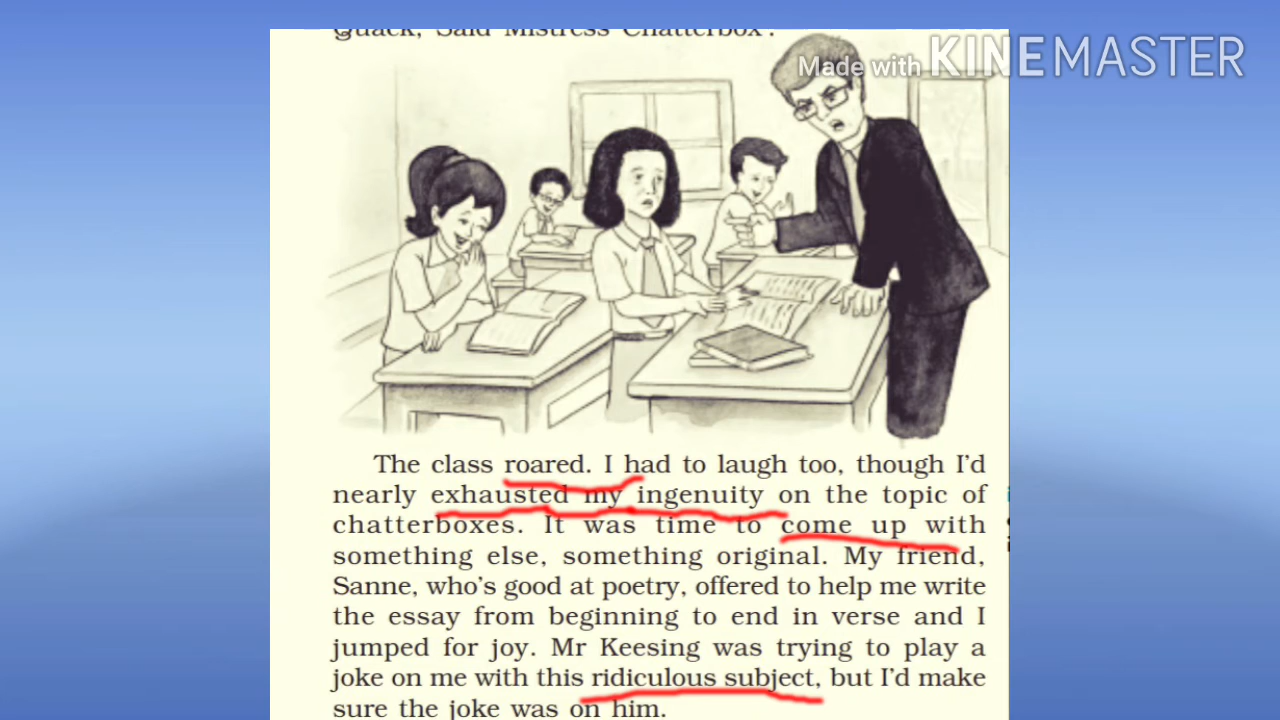 Quack, Said Mistress Chatterbox'.
Made with KINEMASTER
The class roared. I had to laugh too, though I'd
nearly exhausted my ingenuity on the topic of
chatterboxes. It was time to come up with
something else, something original. My friend,
Sanne, who's good at poetry, offered to help me write
the essay from beginning to end in verse and I
jumped for joy. Mr Keesing was trying to play a
joke on me with this ridiculous subject, but I'd make
sure the joke was on him.